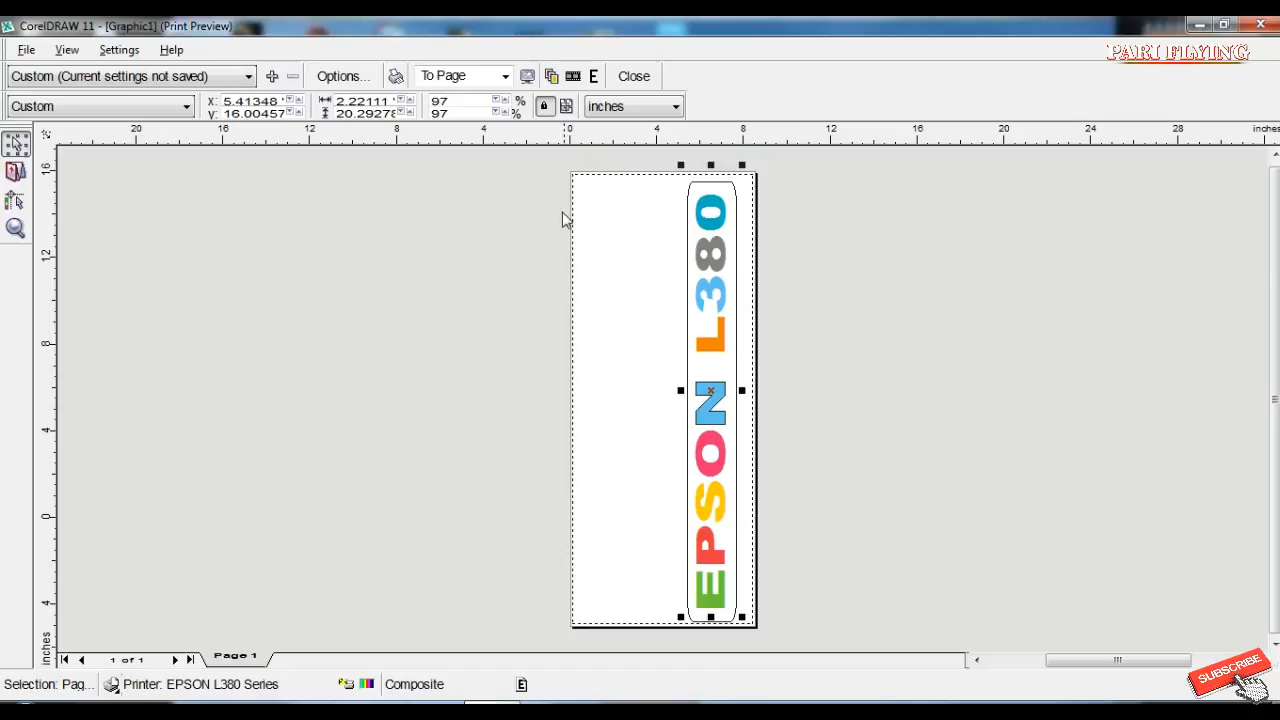 CorelDRAW 11 - [Graphic1] (Print Preview)
File View Settings Help
PARI FLYING
Custom (Current settings not saved) Options... To Page E Close
Custom x: 5.41348 " 2.22111 " 97 % inches
y: 16.00457 20.29278 97 %
20 16 12 8 4 0 4 8 12 16 20 24 28 inches
16
12
8
4
0
4
inches
EPSON L380
1 of 1 Page 1
Selection: Pag... Printer: EPSON L380 Series Composite E
SUBSCRIBE